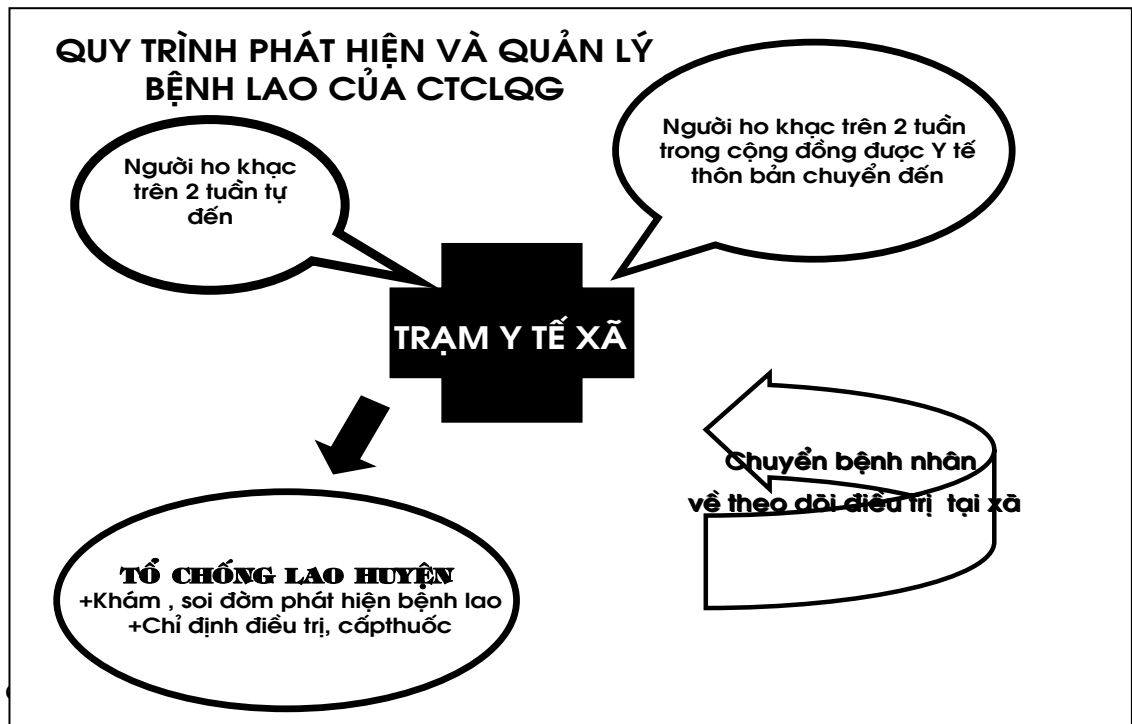 QUY TRÌNH PHÁT HIỆN VÀ QUẢN LÝ
BỆNH LAO CỦA CTCLQG
Người ho khạc
trên 2 tuần tự
đến
Người ho khạc trên 2 tuần
trong cộng đồng được Y tế
thôn bản chuyển đến
TRẠM Y TẾ XÃ
Chuyển bệnh nhân
về theo dõi điều trị tại xã
TỔ CHỐNG LAO HUYỆN
+Khám , soi đờm phát hiện bệnh lao
+Chỉ định điều trị, cấpthuốc